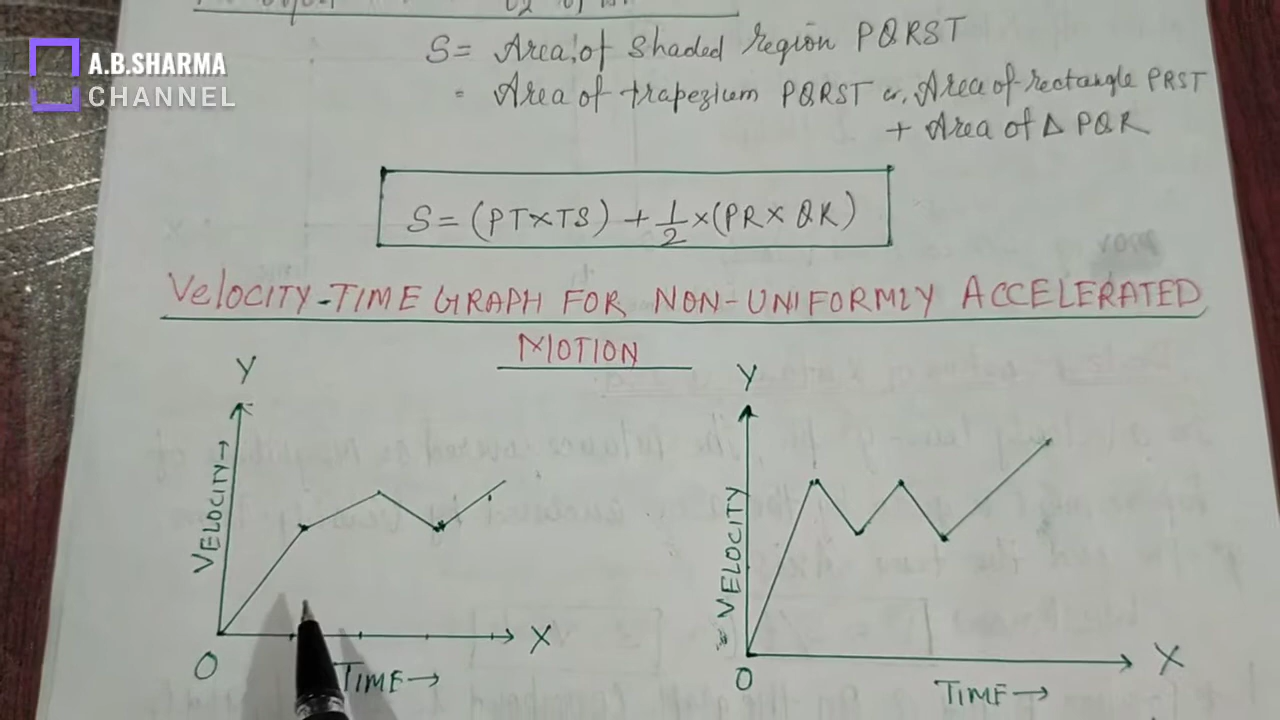 A.B.SHARMA
CHANNEL
S = Area of shaded region PQRST
= Area of trapezium PQRST or, Area of rectangle PRST
+ Area of Δ PQR
S = (PT×TS) + 1/2 × (PR × QR)
VELOCITY-TIME GRAPH FOR NON-UNIFORMLY ACCELERATED
MOTION
Y
VELOCITY→
O
TIME→
X
Y
VELOCITY
O
TIME→
X